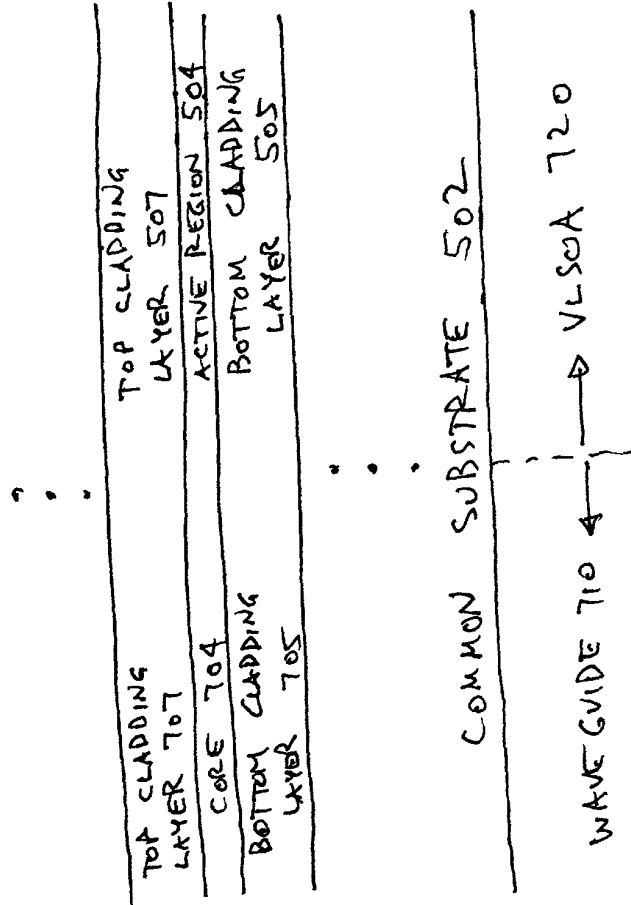 TOP CLADDING
LAYER 707
TOP CLADDING
LAYER 507
CORE 704
ACTIVE REGION 504
BOTTOM CLADDING
LAYER 705
BOTTOM CLADDING
LAYER 505
COMMON SUBSTRATE 502
WAVEGUIDE 710
VLSOA 720